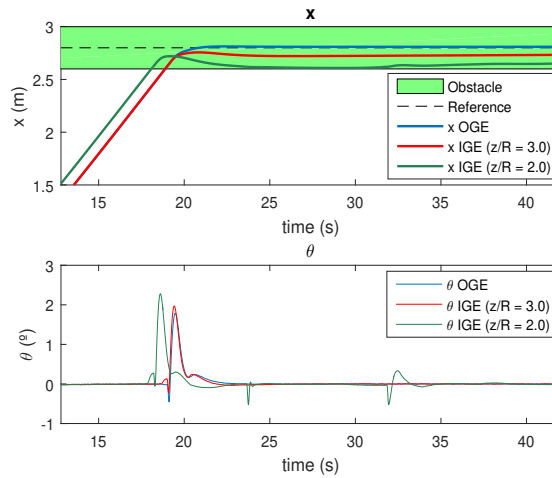 x
3
2.5
2
1.5
x (m)
Obstacle
Reference
x OGE
x IGE (z/R = 3.0)
x IGE (z/R = 2.0)
15 20 25 30 35 40
time (s)
θ
3
2
1
0
-1
θ (º)
θ OGE
θ IGE (z/R = 3.0)
θ IGE (z/R = 2.0)
15 20 25 30 35 40
time (s)